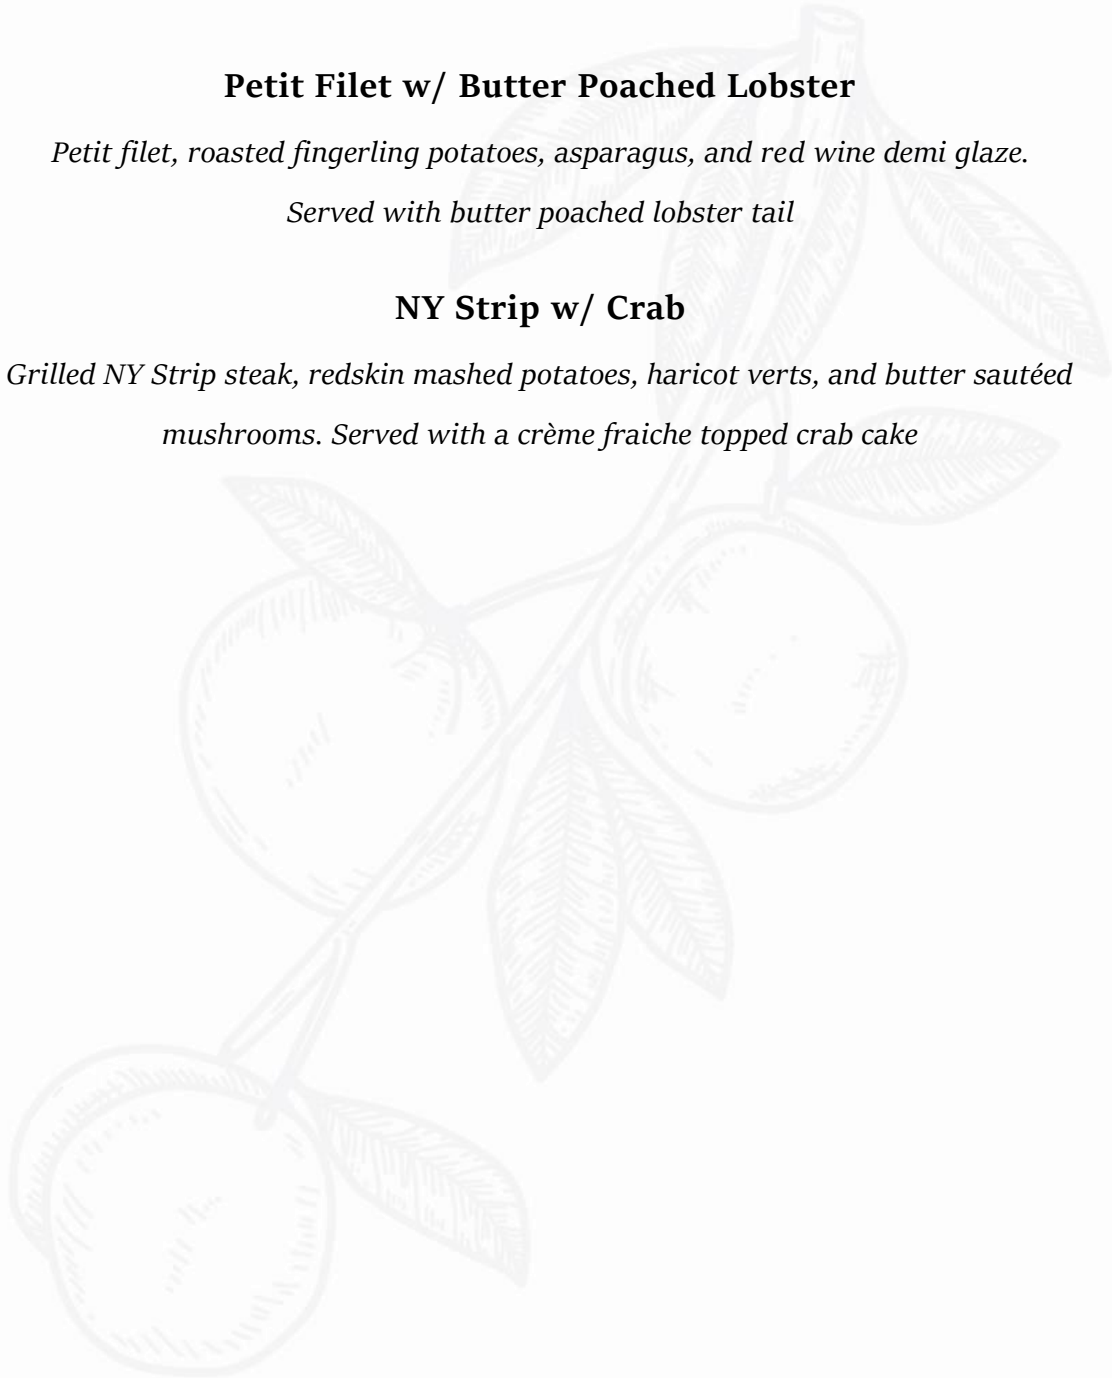 Petit Filet w/ Butter Poached Lobster
Petit filet, roasted fingerling potatoes, asparagus, and red wine demi glaze.
Served with butter poached lobster tail
NY Strip w/ Crab
Grilled NY Strip steak, redskin mashed potatoes, haricot verts, and butter sautéed
mushrooms. Served with a crème fraiche topped crab cake